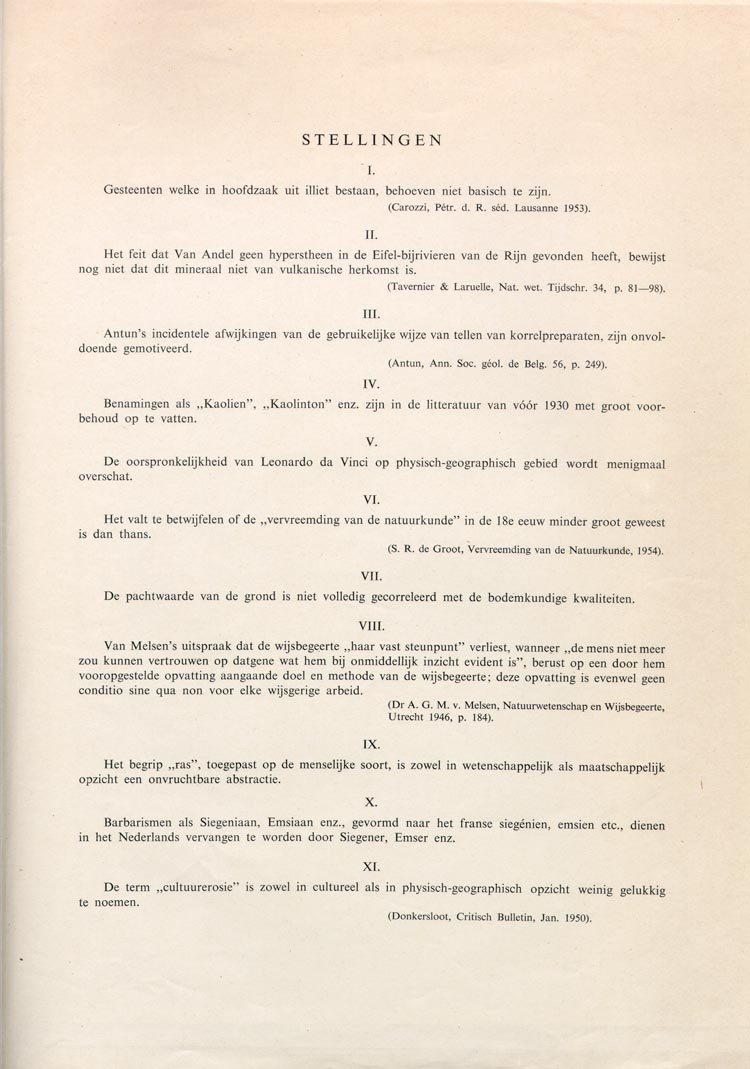 STELLINGEN
I.
Gesteenten welke in hoofdzaak uit illiet bestaan, behoeven niet basisch te zijn.
(Carozzi, Pétr. d. R. séd. Lausanne 1953).
II.
Het feit dat Van Andel geen hyperstheen in de Eifel-bijrivieren van de Rijn gevonden heeft, bewijst
nog niet dat dit mineraal niet van vulkanische herkomst is.
(Tavernier & Laruelle, Nat. wet. Tijdschr. 34, p. 81—98).
III.
Antun's incidentele afwijkingen van de gebruikelijke wijze van tellen van korrelpreparaten, zijn onvol-
doende gemotiveerd.
(Antun, Ann. Soc. géol. de Belg. 56, p. 249).
IV.
Benamingen als „Kaolien”, „Kaolinton” enz. zijn in de litteratuur van vóór 1930 met groot voor-
behoud op te vatten.
V.
De oorspronkelijkheid van Leonardo da Vinci op physisch-geographisch gebied wordt menigmaal
overschat.
VI.
Het valt te betwijfelen of de „vervreemding van de natuurkunde” in de 18e eeuw minder groot geweest
is dan thans.
(S. R. de Groot, Vervreemding van de Natuurkunde, 1954).
VII.
De pachtwaarde van de grond is niet volledig gecorreleerd met de bodemkundige kwaliteiten.
VIII.
Van Melsen's uitspraak dat de wijsbegeerte „haar vast steunpunt” verliest, wanneer „de mens niet meer
zou kunnen vertrouwen op datgene wat hem bij onmiddellijk inzicht evident is”, berust op een door hem
vooropgestelde opvatting aangaande doel en methode van de wijsbegeerte; deze opvatting is evenwel geen
conditio sine qua non voor elke wijsgerige arbeid.
(Dr A. G. M. v. Melsen, Natuurwetenschap en Wijsbegeerte,
Utrecht 1946, p. 184).
IX.
Het begrip „ras”, toegepast op de menselijke soort, is zowel in wetenschappelijk als maatschappelijk
opzicht een onvruchtbare abstractie.
X.
Barbarismen als Siegeniaan, Emsiaan enz., gevormd naar het franse siegénien, emsien etc., dienen
in het Nederlands vervangen te worden door Siegener, Emser enz.
XI.
De term „cultuurerosie” is zowel in cultureel als in physisch-geographisch opzicht weinig gelukkig
te noemen.
(Donkersloot, Critisch Bulletin, Jan. 1950).